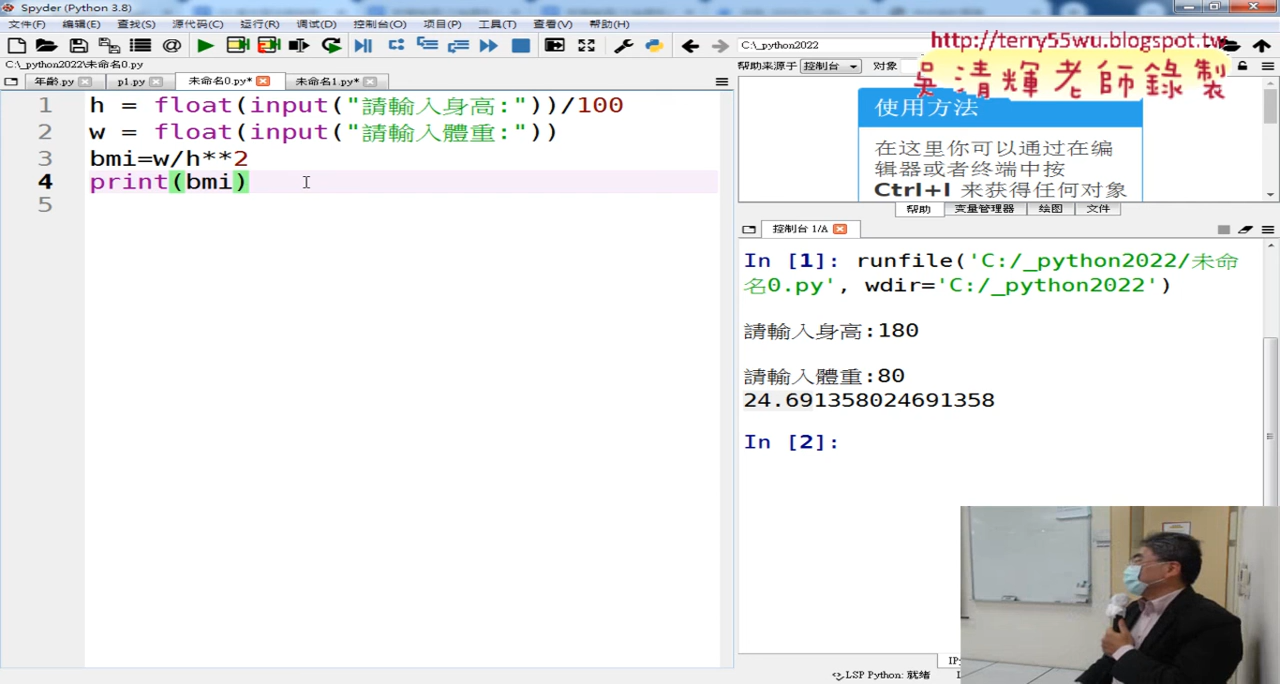 Spyder (Python 3.8)
文件(F) 编辑(E) 查找(S) 源代码(C) 运行(R) 调试(D) 控制台(O) 项目(P) 工具(T) 查看(V) 帮助(H)
C:\_python2022
http://terry55wu.blogspot.tw
吳清輝老師錄製
C:\_python2022\未命名0.py
年齡.py
p1.py
未命名0.py*
未命名1.py*
1 h = float(input("請輸入身高:"))/100
2 w = float(input("請輸入體重:"))
3 bmi=w/h**2
4 print(bmi)
5
帮助来源于 控制台 对象
使用方法
在这里你可以通过在编
辑器或者终端中按
Ctrl+I 来获得任何对象
帮助 变量管理器 绘图 文件
控制台 1/A
In [1]: runfile('C:/_python2022/未命
名0.py', wdir='C:/_python2022')
請輸入身高:180
請輸入體重:80
24.691358024691358
In [2]:
LSP Python: 就绪